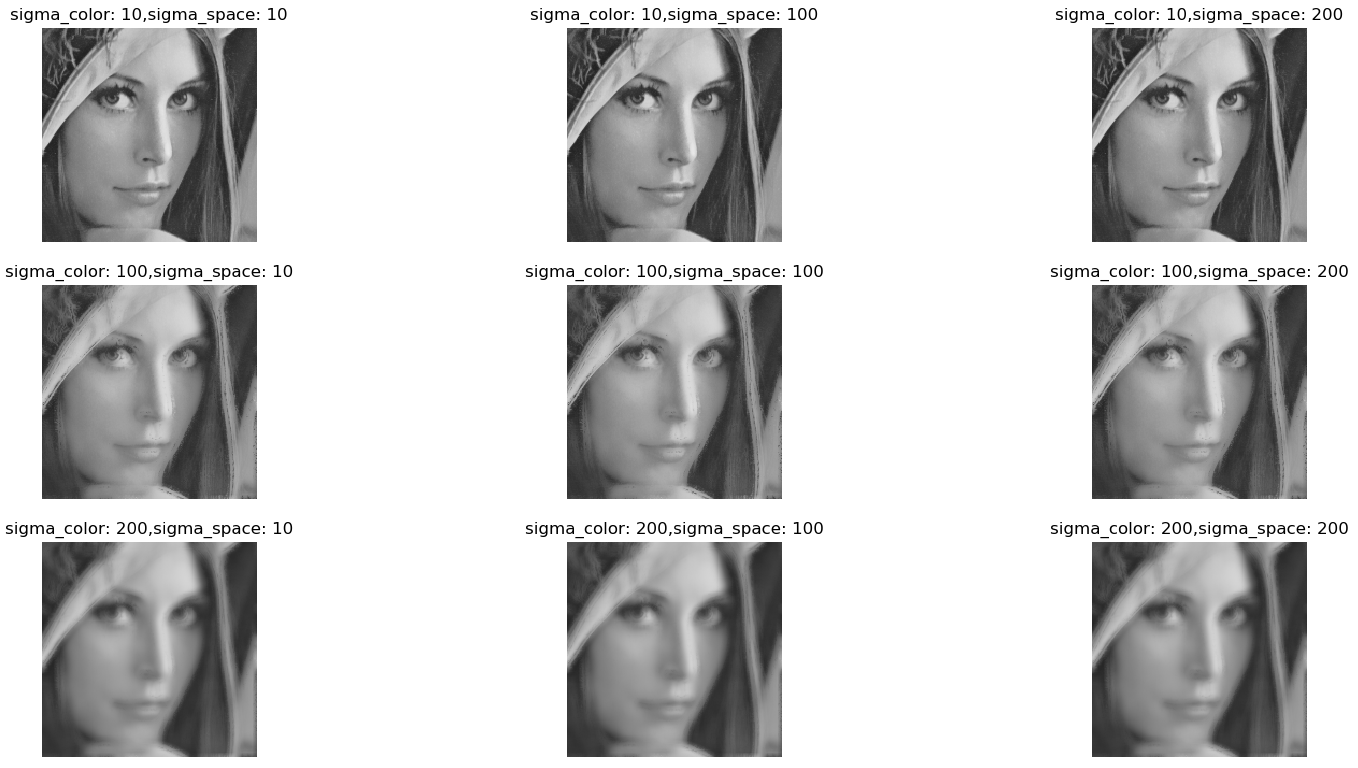 sigma_color: 10,sigma_space: 10
sigma_color: 10,sigma_space: 100
sigma_color: 10,sigma_space: 200
sigma_color: 100,sigma_space: 10
sigma_color: 100,sigma_space: 100
sigma_color: 100,sigma_space: 200
sigma_color: 200,sigma_space: 10
sigma_color: 200,sigma_space: 100
sigma_color: 200,sigma_space: 200